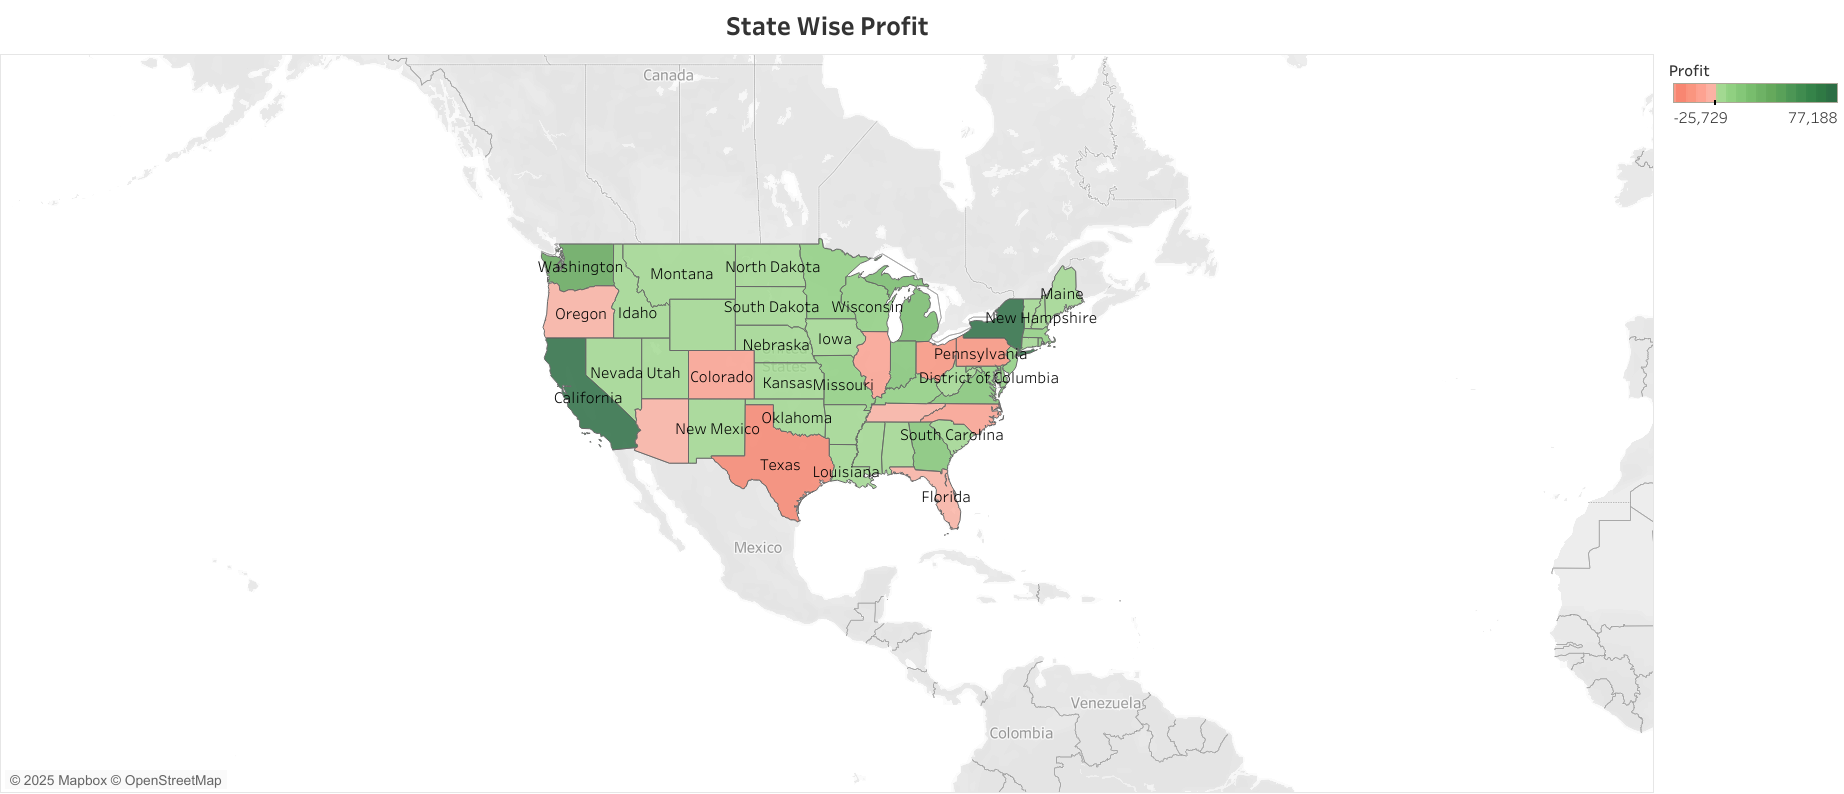 State Wise Profit
Profit
-25,729 77,188
Canada
Washington
Montana
North Dakota
Maine
Oregon
Idaho
South Dakota
Wisconsin
New Hampshire
Iowa
Nebraska
Pennsylvania
States
Nevada
Utah
Colorado
Kansas
Missouri
District of Columbia
California
New Mexico
Oklahoma
South Carolina
Texas
Louisiana
Florida
Mexico
Venezuela
Colombia
© 2025 Mapbox © OpenStreetMap